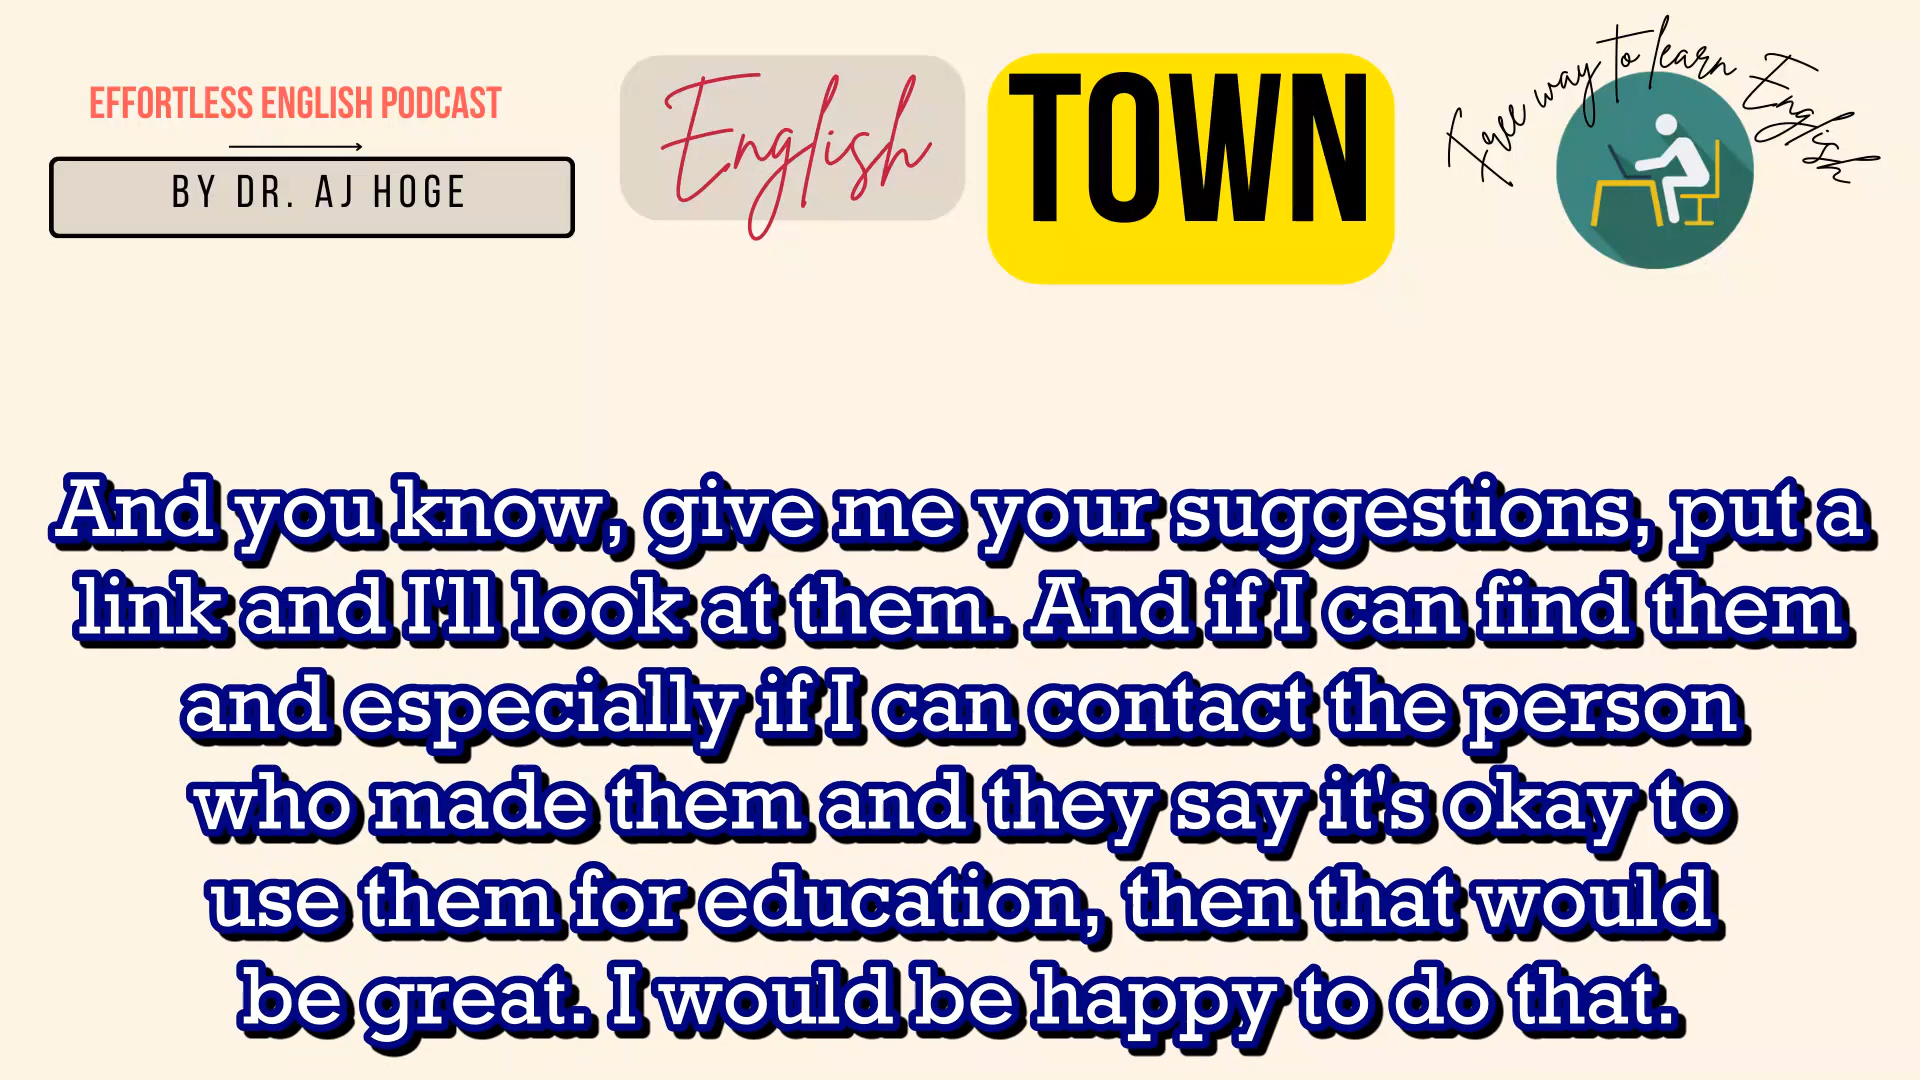 EFFORTLESS ENGLISH PODCAST
BY DR. AJ HOGE
English
TOWN
Free way to learn English
And you know, give me your suggestions, put a
link and I'll look at them. And if I can find them
and especially if I can contact the person
who made them and they say it's okay to
use them for education, then that would
be great. I would be happy to do that.